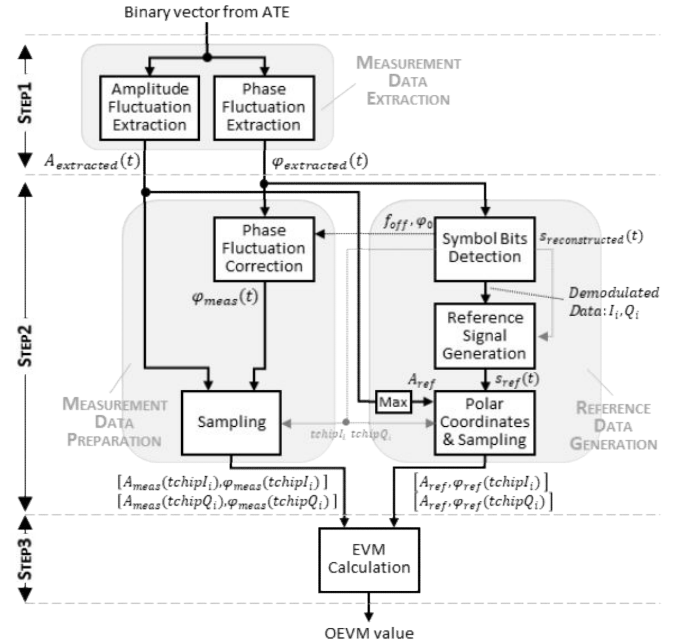 Binary vector from ATE
STEP1
Amplitude
Fluctuation
Extraction
Phase
Fluctuation
Extraction
MEASUREMENT
DATA
EXTRACTION
A_extracted(t)
φ_extracted(t)
STEP2
Phase
Fluctuation
Correction
f_off, φ_0
Symbol Bits
Detection
s_reconstructed(t)
φ_meas(t)
Demodulated
Data: I_i, Q_i
Reference
Signal
Generation
A_ref
s_ref(t)
Sampling
Max
Polar
Coordinates
& Sampling
tchipI_i tchipQ_i
MEASUREMENT
DATA
PREPARATION
REFERENCE
DATA
GENERATION
[A_meas(tchipI_i), φ_meas(tchipI_i)]
[A_meas(tchipQ_i), φ_meas(tchipQ_i)]
[A_ref, φ_ref(tchipI_i)]
[A_ref, φ_ref(tchipQ_i)]
STEP3
EVM
Calculation
OEVM value